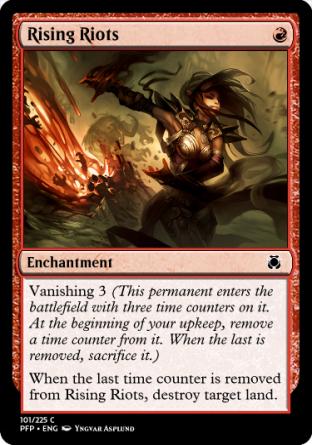 Rising Riots
Enchantment
Vanishing 3 (This permanent enters the
battlefield with three time counters on it.
At the beginning of your upkeep, remove
a time counter from it. When the last is
removed, sacrifice it.)
When the last time counter is removed
from Rising Riots, destroy target land.
101/225 C
PFP • ENG Yngvar Asplund